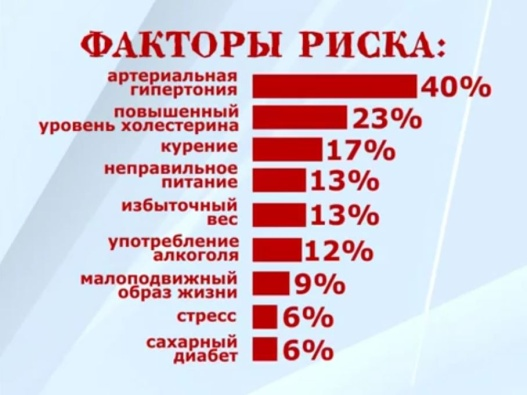 ФАКТОРЫ РИСКА:
артериальная
гипертония 40%
повышенный
уровень холестерина 23%
курение 17%
неправильное
питание 13%
избыточный
вес 13%
употребление
алкоголя 12%
малоподвижный
образ жизни 9%
стресс 6%
сахарный
диабет 6%